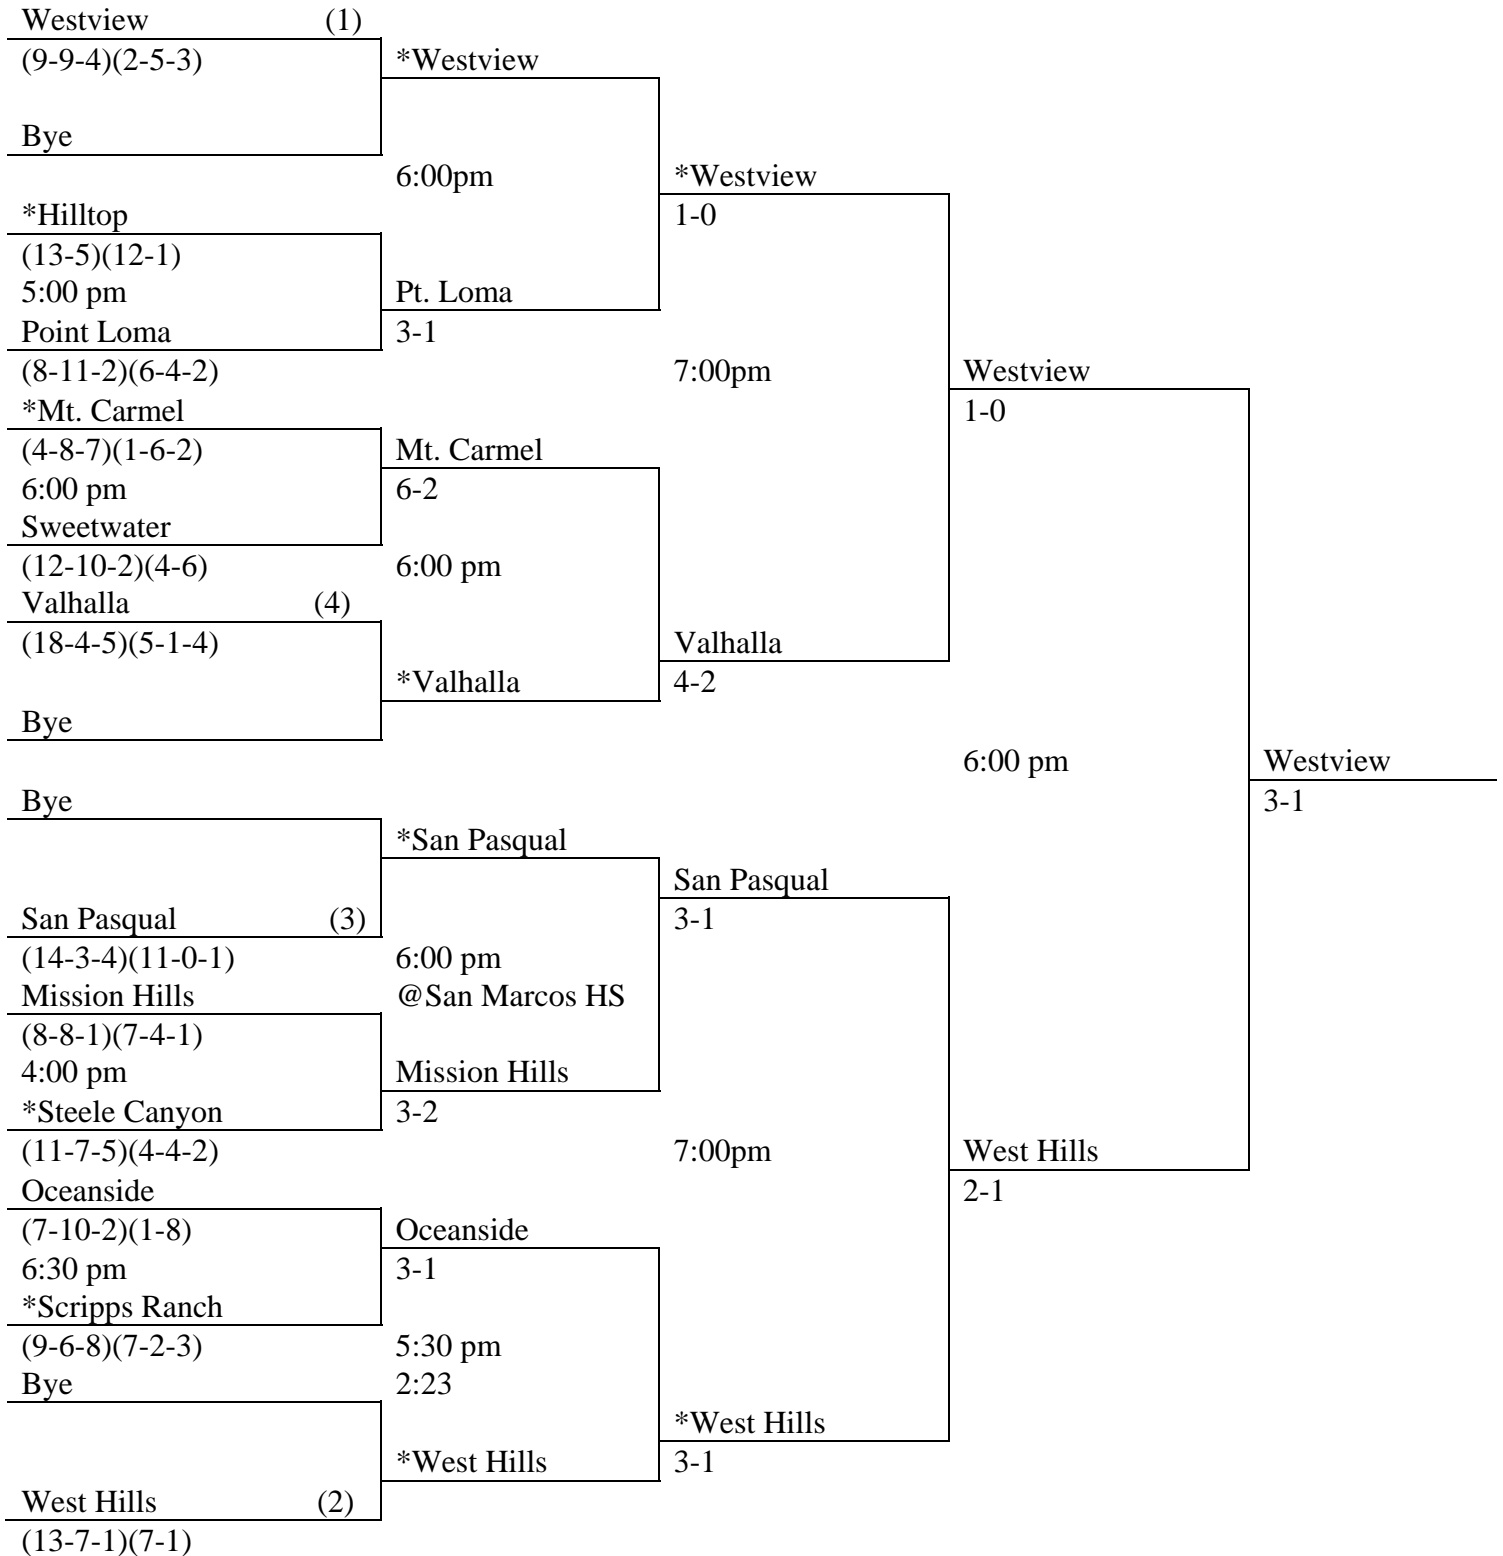 Westview (1)
(9-9-4)(2-5-3)
Bye
*Hilltop
(13-5)(12-1)
5:00 pm
Point Loma
(8-11-2)(6-4-2)
*Mt. Carmel
(4-8-7)(1-6-2)
6:00 pm
Sweetwater
(12-10-2)(4-6)
Valhalla (4)
(18-4-5)(5-1-4)
Bye
Bye
San Pasqual (3)
(14-3-4)(11-0-1)
Mission Hills
(8-8-1)(7-4-1)
4:00 pm
*Steele Canyon
(11-7-5)(4-4-2)
Oceanside
(7-10-2)(1-8)
6:30 pm
*Scripps Ranch
(9-6-8)(7-2-3)
Bye
West Hills (2)
(13-7-1)(7-1)
*Westview
6:00pm
Pt. Loma
3-1
Mt. Carmel
6-2
6:00 pm
*Valhalla
*San Pasqual
6:00 pm
@San Marcos HS
Mission Hills
3-2
Oceanside
3-1
5:30 pm
2:23
*West Hills
*Westview
1-0
7:00pm
Valhalla
4-2
San Pasqual
3-1
7:00pm
*West Hills
3-1
Westview
1-0
6:00 pm
West Hills
2-1
Westview
3-1